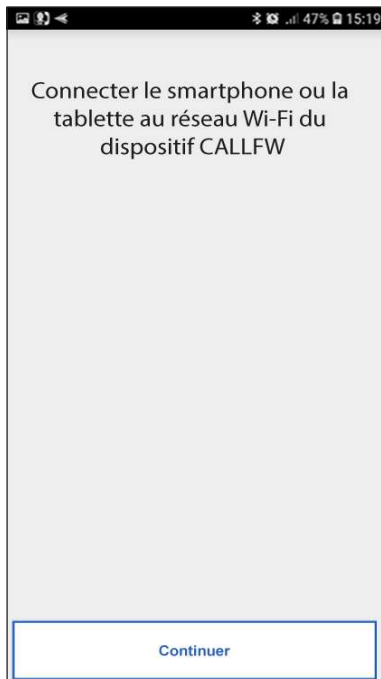 47% 15:19
Connecter le smartphone ou la
tablette au réseau Wi-Fi du
dispositif CALLFW
Continuer